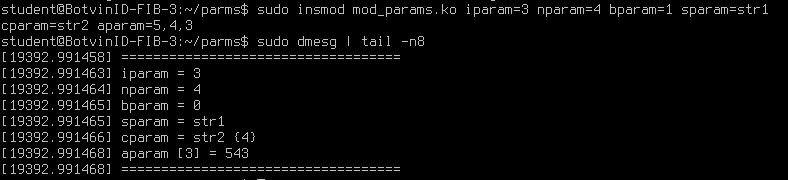 student@BotvinID-FIB-3:~/parms$ sudo insmod mod_params.ko iparam=3 nparam=4 bparam=1 sparam=str1
cparam=str2 aparam=5,4,3
student@BotvinID-FIB-3:~/parms$ sudo dmesg | tail -n8
[19392.991458] ==================================
[19392.991463] iparam = 3
[19392.991464] nparam = 4
[19392.991465] bparam = 0
[19392.991465] sparam = str1
[19392.991466] cparam = str2 {4}
[19392.991468] aparam [3] = 543
[19392.991468] ==================================